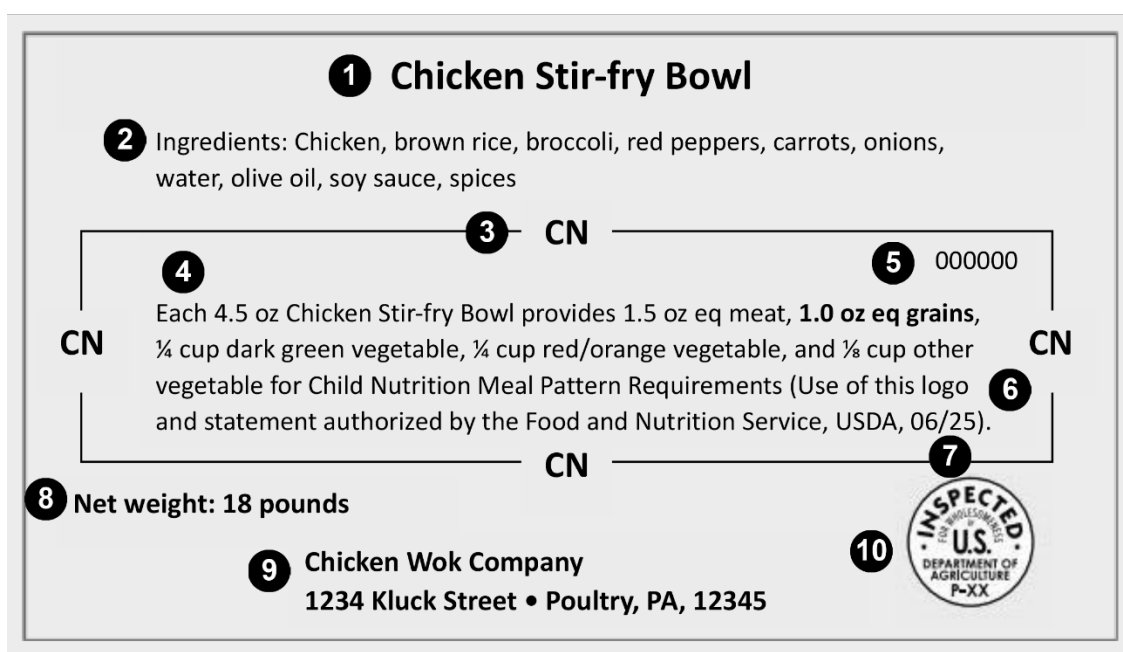 1 Chicken Stir-fry Bowl
2 Ingredients: Chicken, brown rice, broccoli, red peppers, carrots, onions,
water, olive oil, soy sauce, spices
3 CN
5 000000
4
Each 4.5 oz Chicken Stir-fry Bowl provides 1.5 oz eq meat, 1.0 oz eq grains,
CN
¼ cup dark green vegetable, ¼ cup red/orange vegetable, and ⅛ cup other
CN
vegetable for Child Nutrition Meal Pattern Requirements (Use of this logo
6
and statement authorized by the Food and Nutrition Service, USDA, 06/25).
7
CN
8 Net weight: 18 pounds
9 Chicken Wok Company
1234 Kluck Street • Poultry, PA, 12345
10
INSPECTED
FOR WHOLESOMENESS
BY
U.S.
DEPARTMENT OF
AGRICULTURE
P-XX